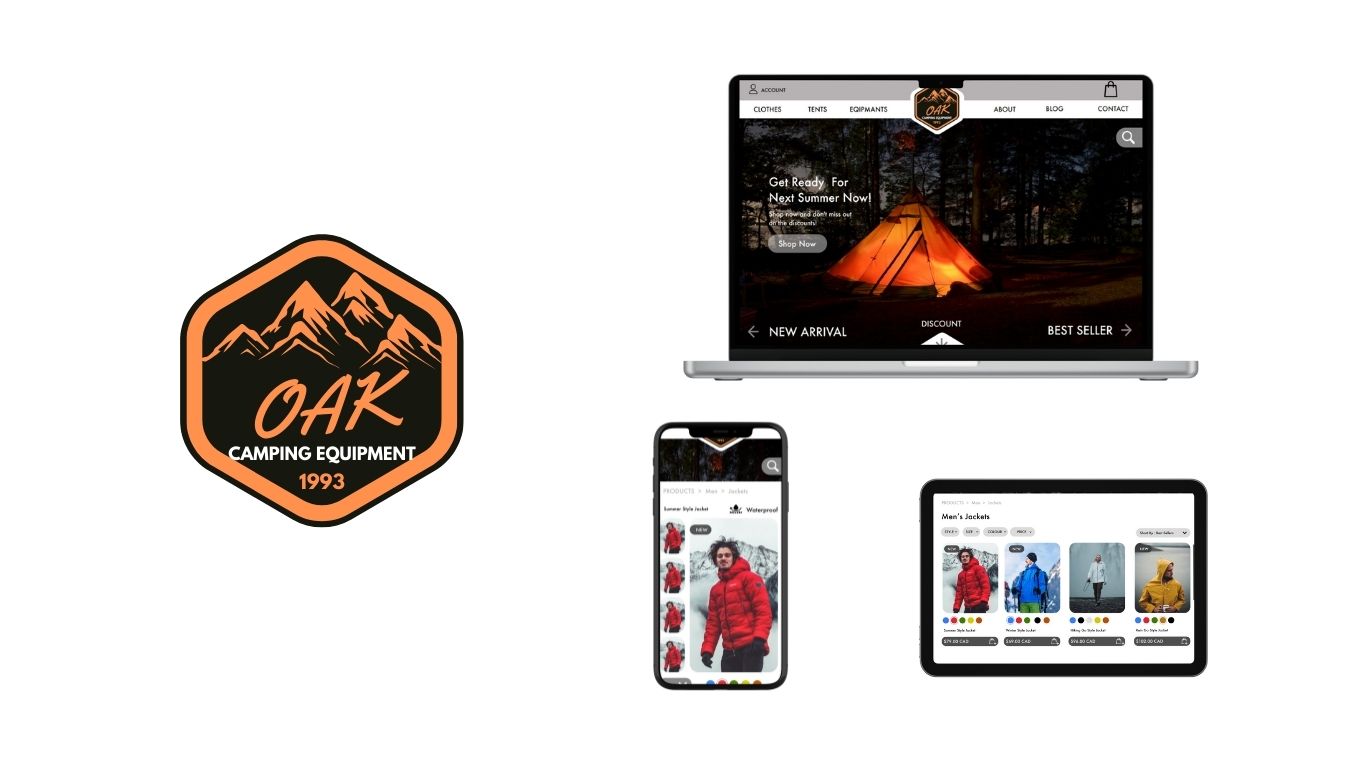 OAK
CAMPING EQUIPMENT
1993
ACCOUNT
CLOTHES TENTS EQIPMANTS ABOUT BLOG CONTACT
OAK
CAMPING EQUIPMENT
1993
Get Ready For
Next Summer Now!
Shop now and don't miss out
on the discounts!
Shop Now
NEW ARRIVAL DISCOUNT BEST SELLER
1993
PRODUCTS > Men > Jackets
Summer Style Jacket Waterproof
NEW
PRODUCTS > Men > Jackets
Men's Jackets
STYLE SIZE COLOUR PRICE
Short By : Best Sellers
NEW NEW NEW
Summer Style Jacket Winter Style Jacket Hiking Go Style Jacket Rain Go Style Jacket
$79.00 CAD $69.00 CAD $96.00 CAD $102.00 CAD